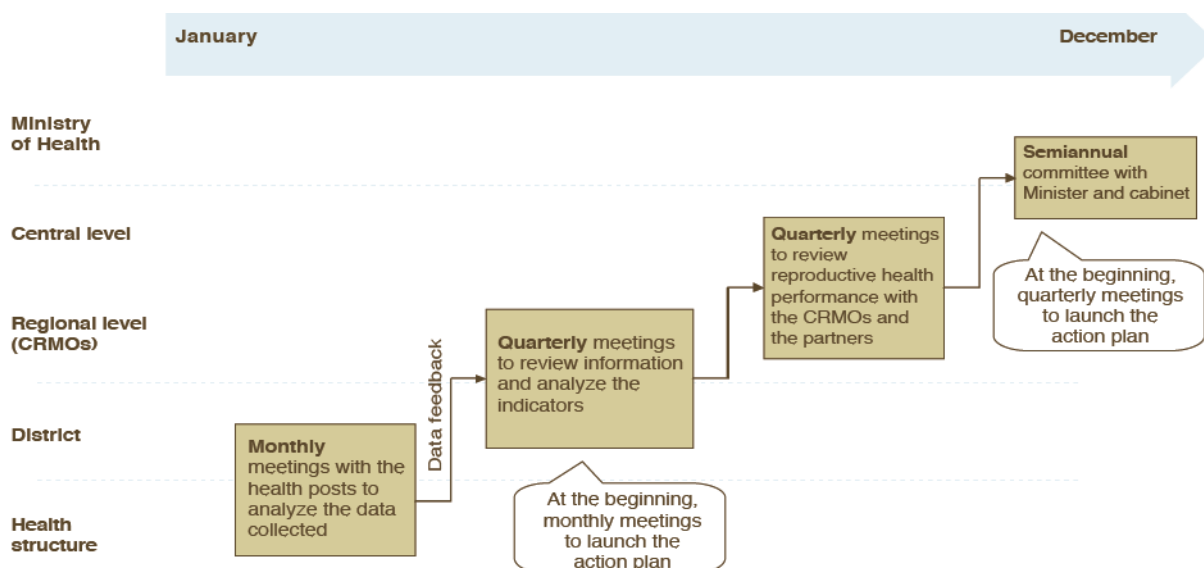 January
December
Ministry
of Health
Semiannual
committee with
Minister and cabinet
Central level
Quarterly meetings
to review
reproductive health
performance with
the CRMOs and
the partners
At the beginning,
quarterly meetings
to launch the
action plan
Regional level
(CRMOs)
Quarterly meetings
to review information
and analyze the
indicators
Data feedback
District
Monthly
meetings with the
health posts to
analyze the data
collected
At the beginning,
monthly meetings
to launch the
action plan
Health
structure